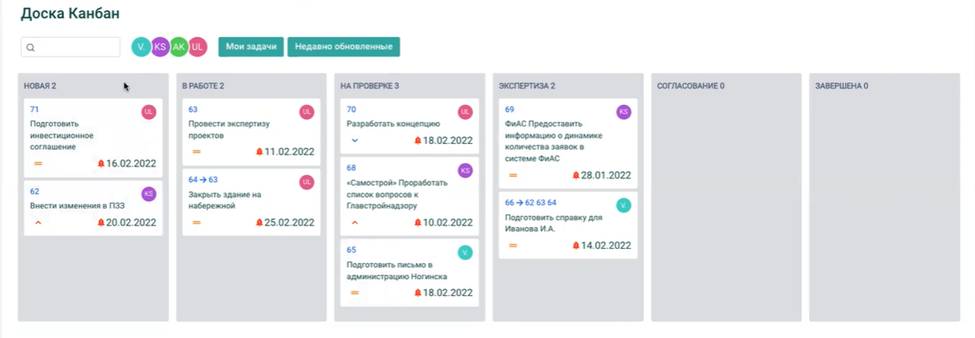 Доска Канбан
V. KS AK UL
Мои задачи
Недавно обновленные
НОВАЯ 2
71
UL
Подготовить
инвестиционное
соглашение
16.02.2022
62
KS
Внести изменения в ПЗЗ
20.02.2022
В РАБОТЕ 2
63
UL
Провести экспертизу
проектов
11.02.2022
64 → 63
UL
Закрыть здание на
набережной
25.02.2022
НА ПРОВЕРКЕ 3
70
UL
Разработать концепцию
18.02.2022
68
KS
«Самострой» Проработать
список вопросов к
Главстройнадзору
10.02.2022
65
V.
Подготовить письмо в
администрацию Ногинска
18.02.2022
ЭКСПЕРТИЗА 2
69
KS
ФиАС Предоставить
информацию о динамике
количества заявок в
системе ФиАС
28.01.2022
66 → 62 63 64
V.
Подготовить справку для
Иванова И.А.
14.02.2022
СОГЛАСОВАНИЕ 0
ЗАВЕРШЕНА 0